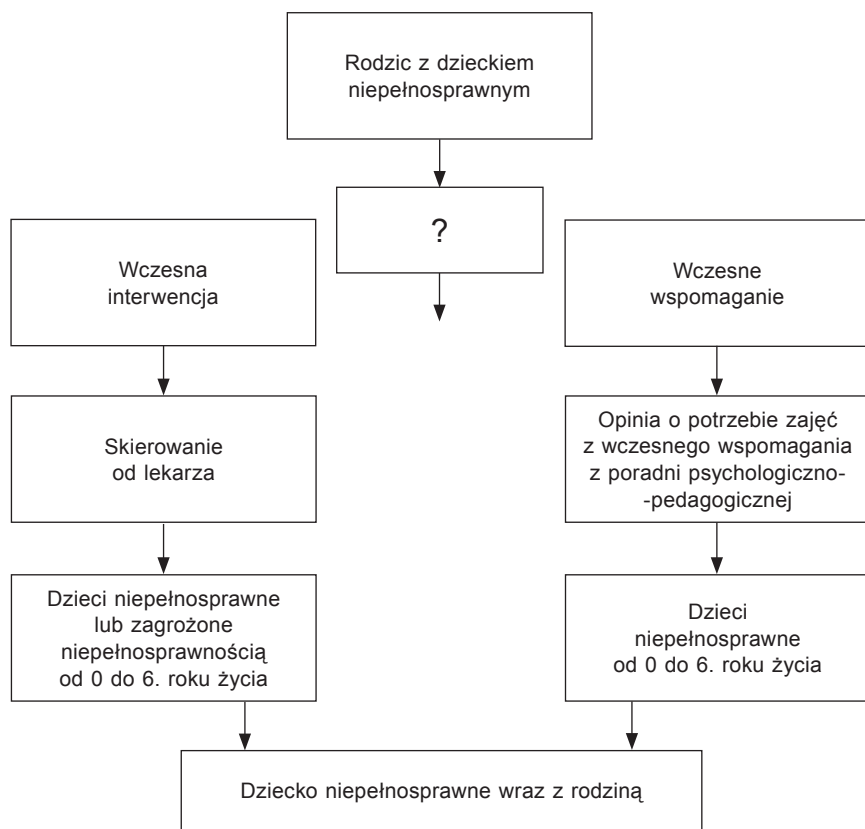 Rodzic z dzieckiem
niepełnosprawnym
?
Wczesna
interwencja
Wczesne
wspomaganie
Skierowanie
od lekarza
Opinia o potrzebie zajęć
z wczesnego wspomagania
z poradni psychologiczno-
-pedagogicznej
Dzieci niepełnosprawne
lub zagrożone
niepełnosprawnością
od 0 do 6. roku życia
Dzieci
niepełnosprawne
od 0 do 6. roku życia
Dziecko niepełnosprawne wraz z rodziną